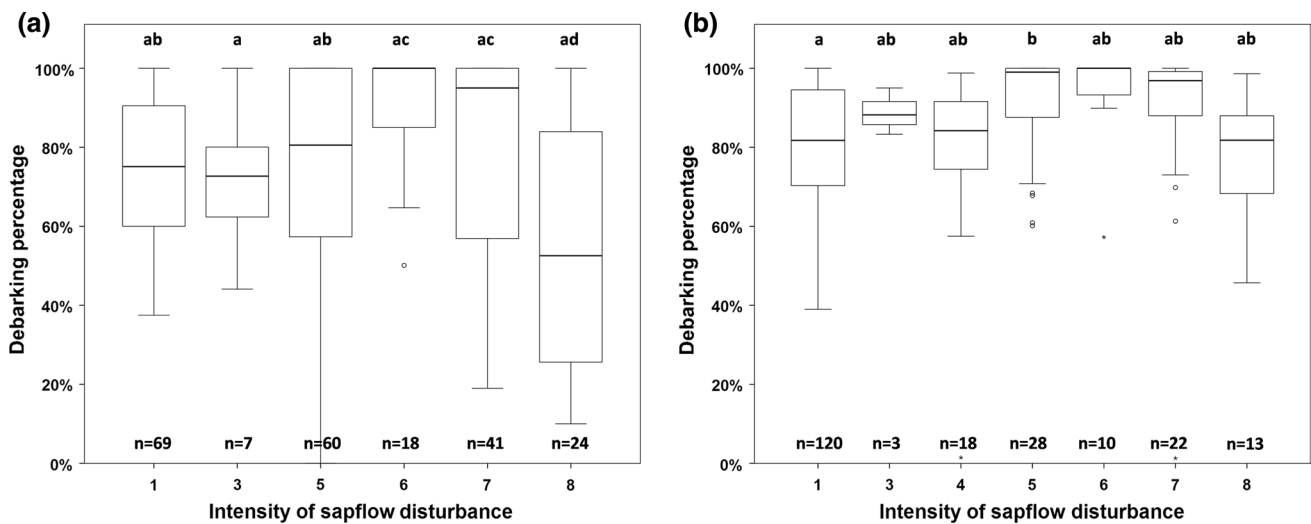 (a)
ab a ab ac ac ad
100%
80%
60%
40%
20%
0%
Debarking percentage
n=69 n=7 n=60 n=18 n=41 n=24
1 3 5 6 7 8
Intensity of sapflow disturbance
(b)
a ab ab b ab ab ab
100%
80%
60%
40%
20%
0%
Debarking percentage
n=120 n=3 n=18 n=28 n=10 n=22 n=13
1 3 4 5 6 7 8
Intensity of sapflow disturbance